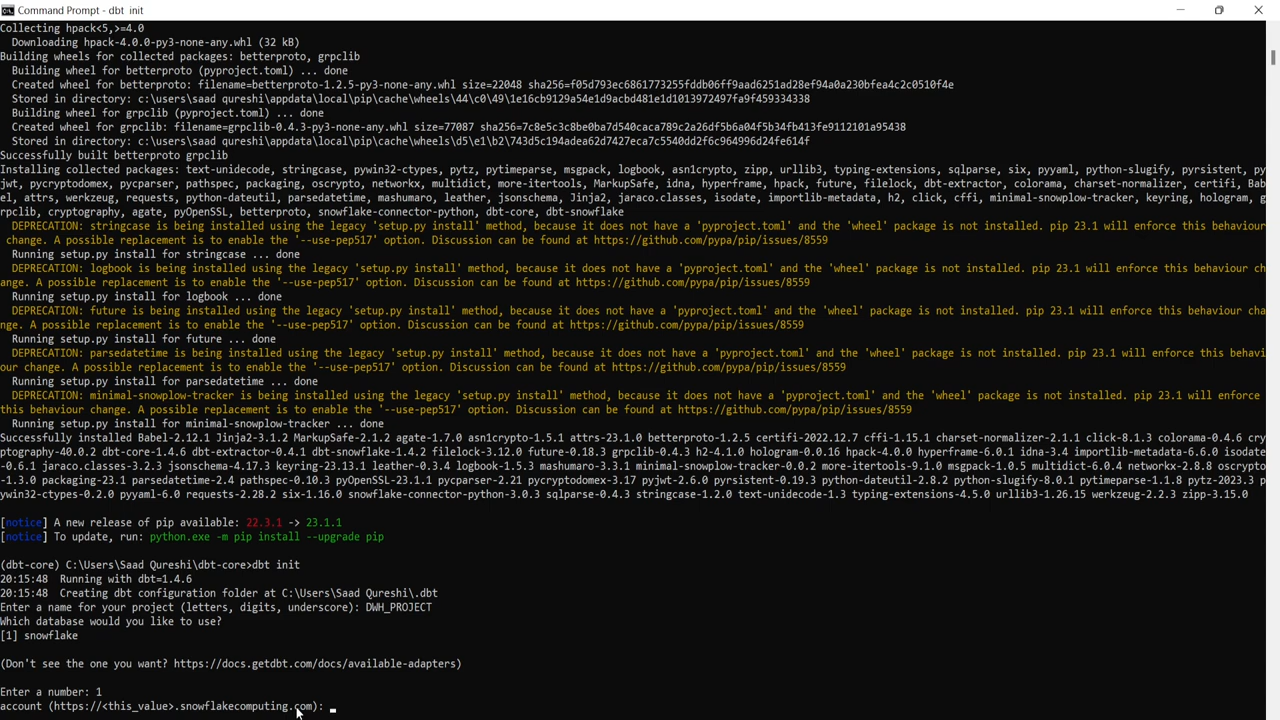 Command Prompt - dbt  init
Collecting hpack<5,>=4.0
  Downloading hpack-4.0.0-py3-none-any.whl (32 kB)
Building wheels for collected packages: betterproto, grpclib
  Building wheel for betterproto (pyproject.toml) ... done
  Created wheel for betterproto: filename=betterproto-1.2.5-py3-none-any.whl size=22048 sha256=f05d793ec6861773255fddb06ff9aad6251ad28ef94a0a230bfea4c2c0510f4e
  Stored in directory: c:\users\saad qureshi\appdata\local\pip\cache\wheels\44\c0\49\1e16cb9129a54e1d9acbd481e1d1013972497fa9f459334338
  Building wheel for grpclib (pyproject.toml) ... done
  Created wheel for grpclib: filename=grpclib-0.4.3-py3-none-any.whl size=77087 sha256=7c8e5c3c8be0ba7d540caca789c2a26df5b6a04f5b34fb413fe9112101a95438
  Stored in directory: c:\users\saad qureshi\appdata\local\pip\cache\wheels\d5\e1\b2\743d5c194adea62d7427eca7c5540dd2f6c964996d24fe614f
Successfully built betterproto grpclib
Installing collected packages: text-unidecode, stringcase, pywin32-ctypes, pytz, pytimeparse, msgpack, logbook, asn1crypto, zipp, urllib3, typing-extensions, sqlparse, six, pyyaml, python-slugify, pyrsistent, py
jwt, pycryptodomex, pycparser, pathspec, packaging, oscrypto, networkx, multidict, more-itertools, MarkupSafe, idna, hyperframe, hpack, future, filelock, dbt-extractor, colorama, charset-normalizer, certifi, Bab
el, attrs, werkzeug, requests, python-dateutil, parsedatetime, mashumaro, leather, jsonschema, Jinja2, jaraco.classes, isodate, importlib-metadata, h2, click, cffi, minimal-snowplow-tracker, keyring, hologram, g
rpclib, cryptography, agate, pyOpenSSL, betterproto, snowflake-connector-python, dbt-core, dbt-snowflake
  DEPRECATION: stringcase is being installed using the legacy 'setup.py install' method, because it does not have a 'pyproject.toml' and the 'wheel' package is not installed. pip 23.1 will enforce this behaviour
 change. A possible replacement is to enable the '--use-pep517' option. Discussion can be found at https://github.com/pypa/pip/issues/8559
  Running setup.py install for stringcase ... done
  DEPRECATION: logbook is being installed using the legacy 'setup.py install' method, because it does not have a 'pyproject.toml' and the 'wheel' package is not installed. pip 23.1 will enforce this behaviour ch
ange. A possible replacement is to enable the '--use-pep517' option. Discussion can be found at https://github.com/pypa/pip/issues/8559
  Running setup.py install for logbook ... done
  DEPRECATION: future is being installed using the legacy 'setup.py install' method, because it does not have a 'pyproject.toml' and the 'wheel' package is not installed. pip 23.1 will enforce this behaviour cha
nge. A possible replacement is to enable the '--use-pep517' option. Discussion can be found at https://github.com/pypa/pip/issues/8559
  Running setup.py install for future ... done
  DEPRECATION: parsedatetime is being installed using the legacy 'setup.py install' method, because it does not have a 'pyproject.toml' and the 'wheel' package is not installed. pip 23.1 will enforce this behavi
our change. A possible replacement is to enable the '--use-pep517' option. Discussion can be found at https://github.com/pypa/pip/issues/8559
  Running setup.py install for parsedatetime ... done
  DEPRECATION: minimal-snowplow-tracker is being installed using the legacy 'setup.py install' method, because it does not have a 'pyproject.toml' and the 'wheel' package is not installed. pip 23.1 will enforce
this behaviour change. A possible replacement is to enable the '--use-pep517' option. Discussion can be found at https://github.com/pypa/pip/issues/8559
  Running setup.py install for minimal-snowplow-tracker ... done
Successfully installed Babel-2.12.1 Jinja2-3.1.2 MarkupSafe-2.1.2 agate-1.7.0 asn1crypto-1.5.1 attrs-23.1.0 betterproto-1.2.5 certifi-2022.12.7 cffi-1.15.1 charset-normalizer-2.1.1 click-8.1.3 colorama-0.4.6 cry
ptography-40.0.2 dbt-core-1.4.6 dbt-extractor-0.4.1 dbt-snowflake-1.4.2 filelock-3.12.0 future-0.18.3 grpclib-0.4.3 h2-4.1.0 hologram-0.0.16 hpack-4.0.0 hyperframe-6.0.1 idna-3.4 importlib-metadata-6.6.0 isodate
-0.6.1 jaraco.classes-3.2.3 jsonschema-4.17.3 keyring-23.13.1 leather-0.3.4 logbook-1.5.3 mashumaro-3.3.1 minimal-snowplow-tracker-0.0.2 more-itertools-9.1.0 msgpack-1.0.5 multidict-6.0.4 networkx-2.8.8 oscrypto
-1.3.0 packaging-23.1 parsedatetime-2.4 pathspec-0.10.3 pyOpenSSL-23.1.1 pycparser-2.21 pycryptodomex-3.17 pyjwt-2.6.0 pyrsistent-0.19.3 python-dateutil-2.8.2 python-slugify-8.0.1 pytimeparse-1.1.8 pytz-2023.3 p
ywin32-ctypes-0.2.0 pyyaml-6.0 requests-2.28.2 six-1.16.0 snowflake-connector-python-3.0.3 sqlparse-0.4.3 stringcase-1.2.0 text-unidecode-1.3 typing-extensions-4.5.0 urllib3-1.26.15 werkzeug-2.2.3 zipp-3.15.0
[notice] A new release of pip available: 22.3.1 -> 23.1.1
[notice] To update, run: python.exe -m pip install --upgrade pip
(dbt-core) C:\Users\Saad Qureshi\dbt-core>dbt init
20:15:48  Running with dbt=1.4.6
20:15:48  Creating dbt configuration folder at C:\Users\Saad Qureshi\.dbt
Enter a name for your project (letters, digits, underscore): DWH_PROJECT
Which database would you like to use?
[1] snowflake
(Don't see the one you want? https://docs.getdbt.com/docs/available-adapters)
Enter a number: 1
account (https://<this_value>.snowflakecomputing.com): _